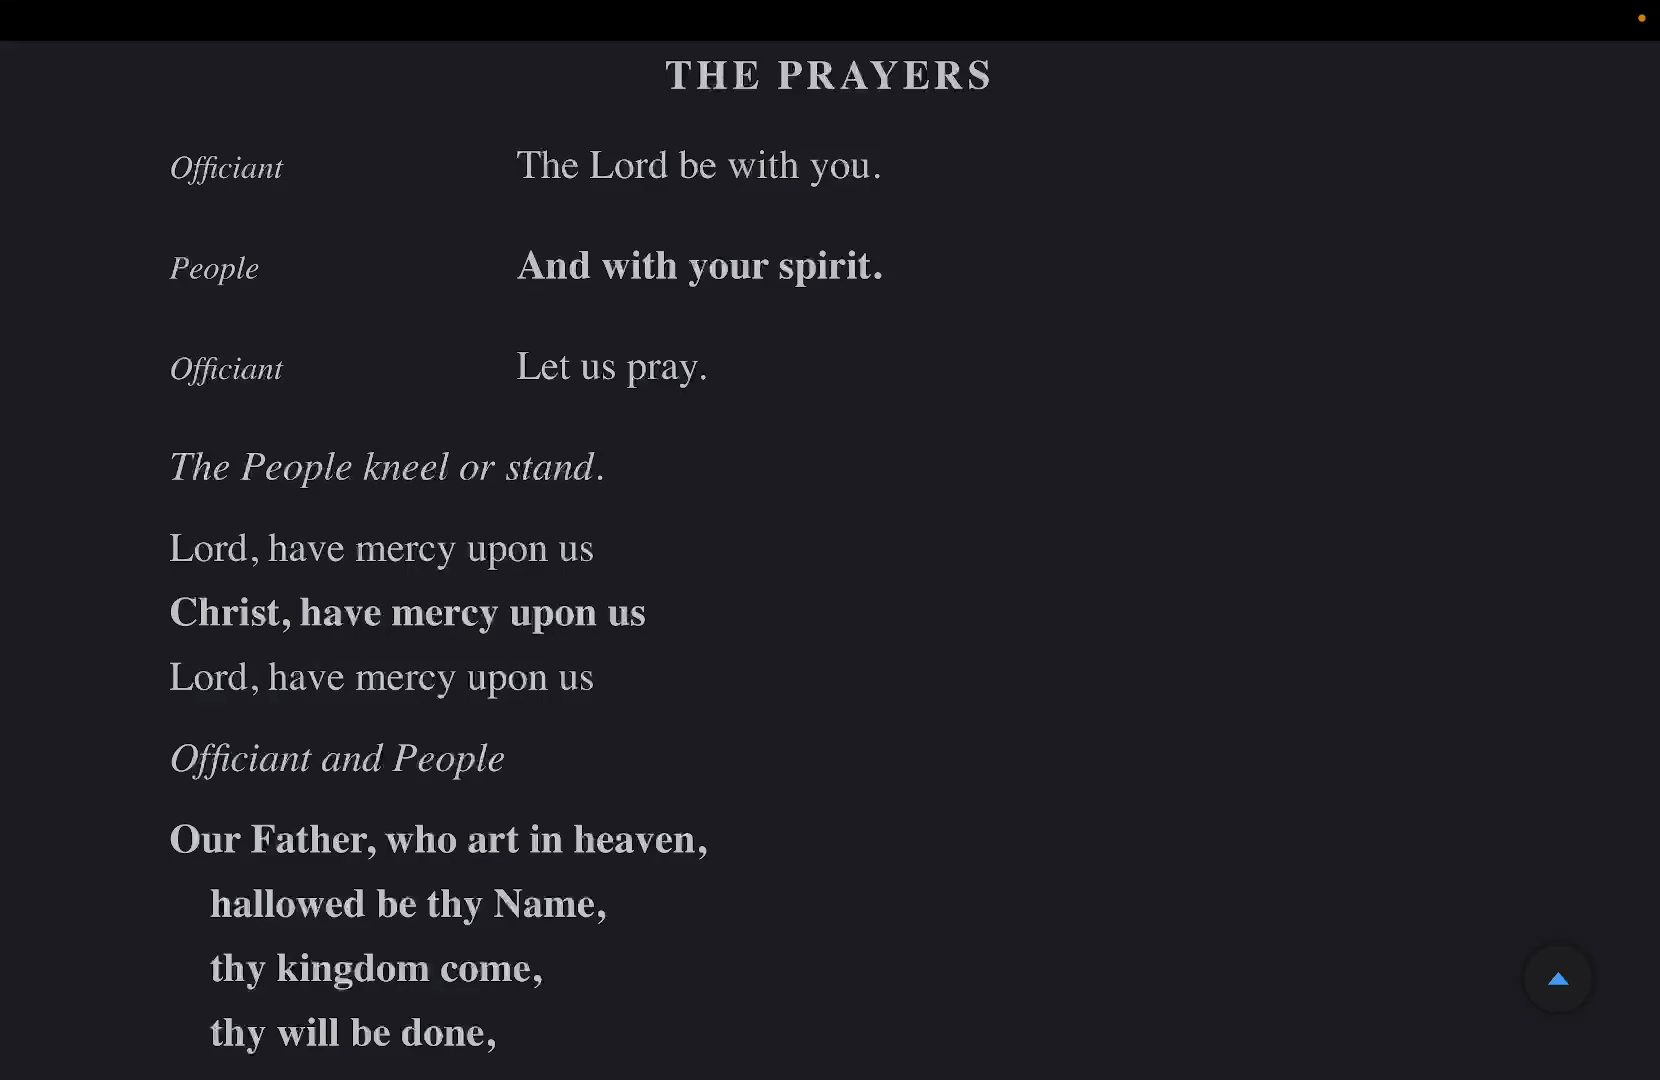 THE PRAYERS
Officiant The Lord be with you.
People And with your spirit.
Officiant Let us pray.
The People kneel or stand.
Lord, have mercy upon us
Christ, have mercy upon us
Lord, have mercy upon us
Officiant and People
Our Father, who art in heaven,
hallowed be thy Name,
thy kingdom come,
thy will be done,